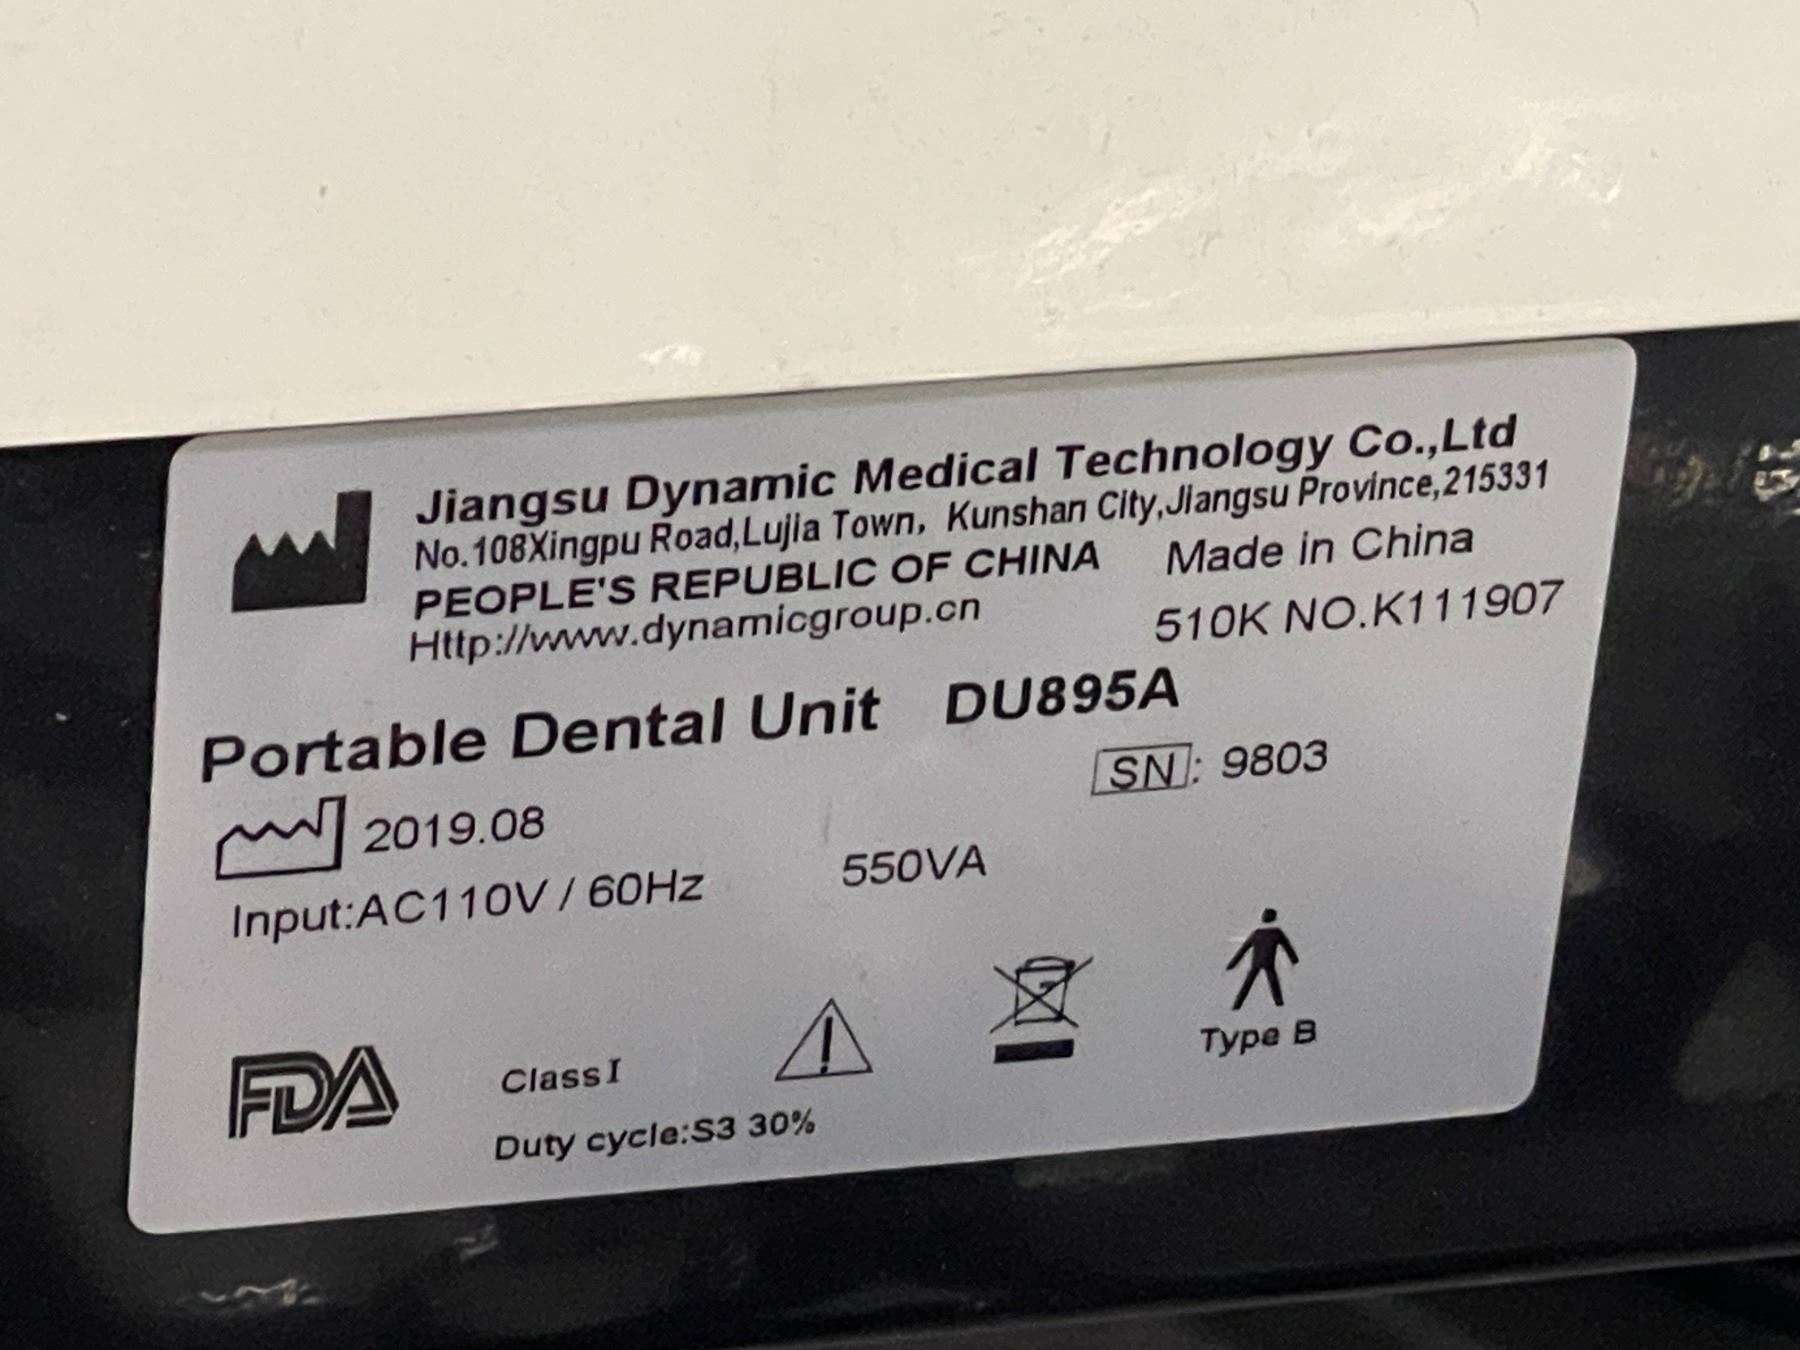 Jiangsu Dynamic Medical Technology Co.,Ltd
No.108Xingpu Road,Lujia Town, Kunshan City,Jiangsu Province,215331
PEOPLE'S REPUBLIC OF CHINA Made in China
Http://www.dynamicgroup.cn 510K NO.K111907
Portable Dental Unit DU895A
SN: 9803
2019.08
Input:AC110V / 60Hz 550VA
FDA Class I Type B
Duty cycle:S3 30%